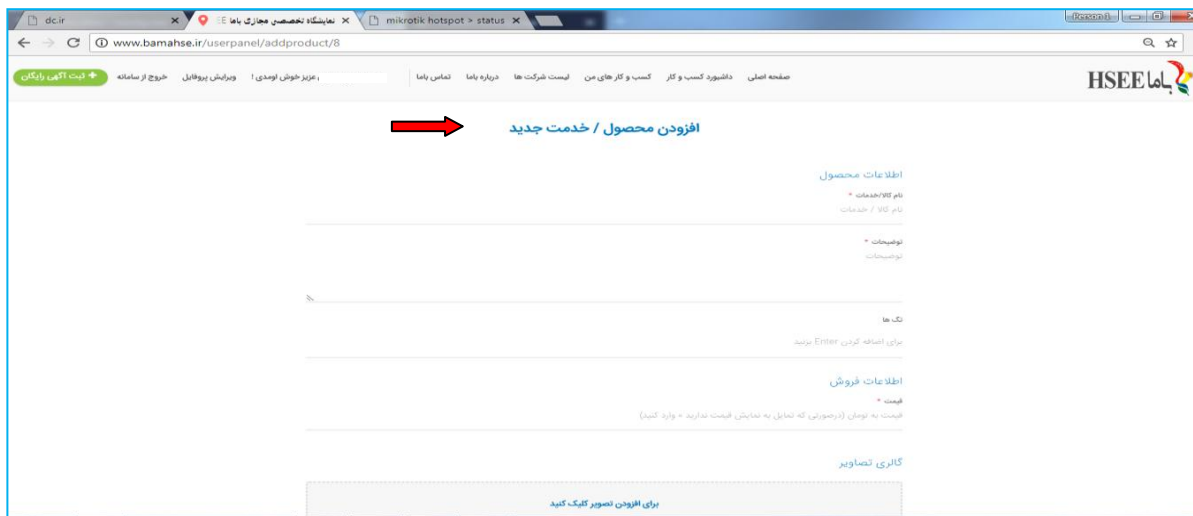 dc.ir
نمایشگاه تخصصصی مجازی باما EE
mikrotik hotspot > status
Person 1
www.bamahse.ir/userpanel/addproduct/8
باما HSEE
صفحه اصلی داشبورد کسب و کار کسب و کار های من لیست شرکت ها درباره باما تماس باما
عزیز خوش اومدی ! ویرایش پروفایل خروج از سامانه
+ ثبت آگهی رایگان
افزودن محصول / خدمت جدید
اطلاعات محصول
نام کالا/خدمات *
نام کالا / خدمات
توضیحات *
توضیحات
تگ ها
برای اضافه کردن Enter بزنید
اطلاعات فروش
قیمت *
قیمت به تومان (درصورتی که تمایل به نمایش قیمت ندارید ۰ وارد کنید)
گالری تصاویر
برای افزودن تصویر کلیک کنید